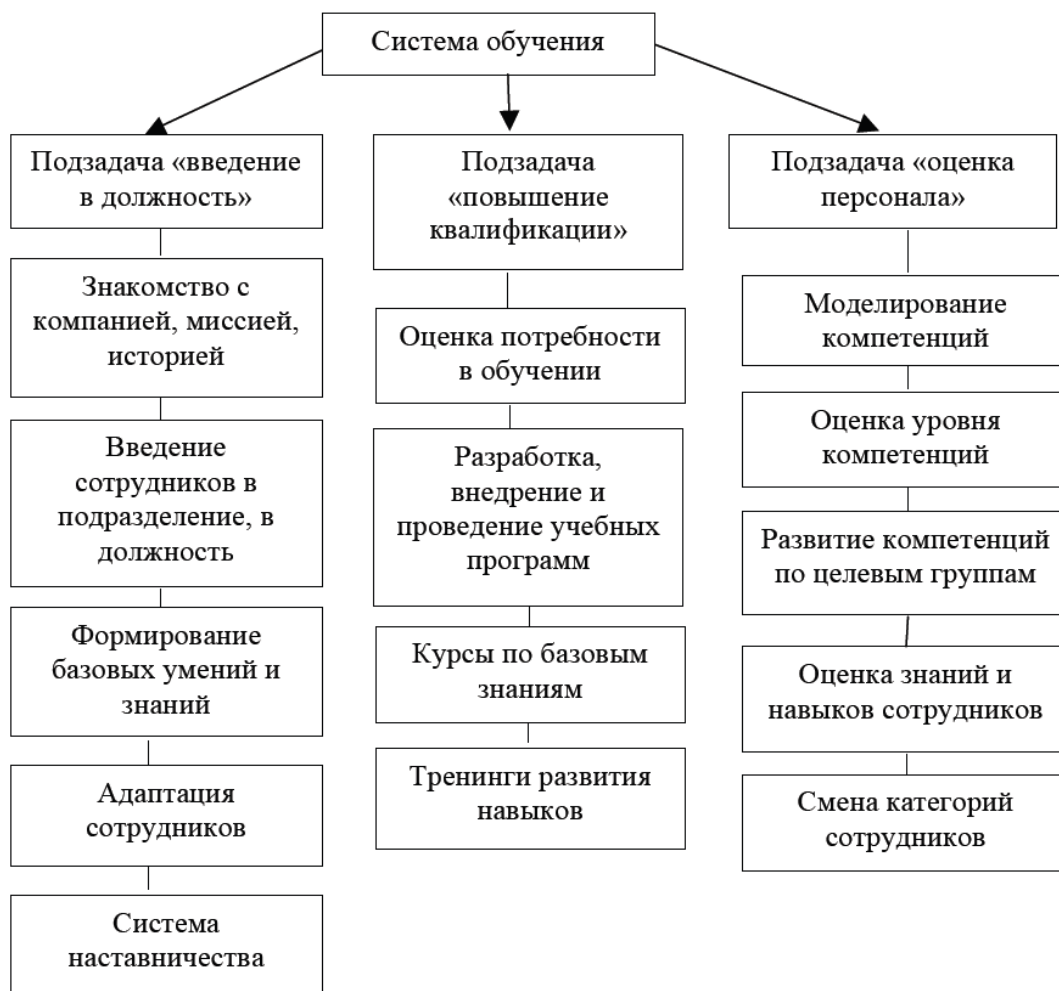 Система обучения
Подзадача «введение
в должность»
Знакомство с
компанией, миссией,
историей
Введение
сотрудников в
подразделение, в
должность
Формирование
базовых умений и
знаний
Адаптация
сотрудников
Система
наставничества
Подзадача
«повышение
квалификации»
Оценка потребности
в обучении
Разработка,
внедрение и
проведение учебных
программ
Курсы по базовым
знаниям
Тренинги развития
навыков
Подзадача «оценка
персонала»
Моделирование
компетенций
Оценка уровня
компетенций
Развитие компетенций
по целевым группам
Оценка знаний и
навыков сотрудников
Смена категорий
сотрудников